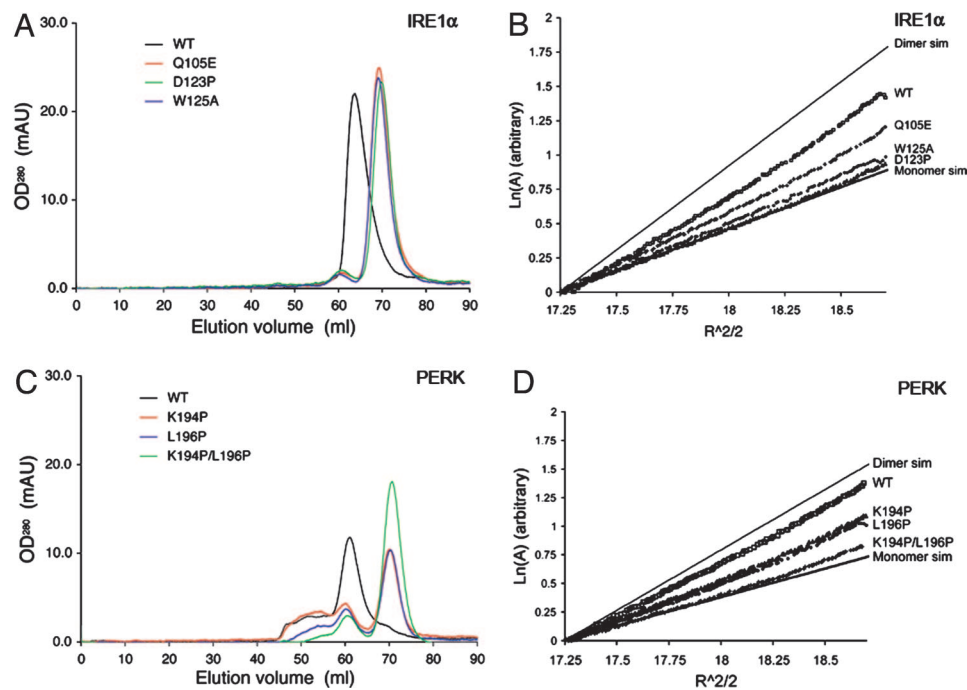 A
IRE1α
30.0
20.0
10.0
0.0
OD280 (mAU)
WT
Q105E
D123P
W125A
0 10 20 30 40 50 60 70 80 90
Elution volume (ml)
B
IRE1α
2
1.75
1.5
1.25
1
0.75
0.5
0.25
0
Ln(A) (arbitrary)
Dimer sim
WT
Q105E
W125A
D123P
Monomer sim
17.25 17.5 17.75 18 18.25 18.5
R^2/2
C
PERK
30.0
20.0
10.0
0.0
OD280 (mAU)
WT
K194P
L196P
K194P/L196P
0 10 20 30 40 50 60 70 80 90
Elution volume (ml)
D
PERK
2
1.75
1.5
1.25
1
0.75
0.5
0.25
0
Ln(A) (arbitrary)
Dimer sim
WT
K194P
L196P
K194P/L196P
Monomer sim
17.25 17.5 17.75 18 18.25 18.5
R^2/2